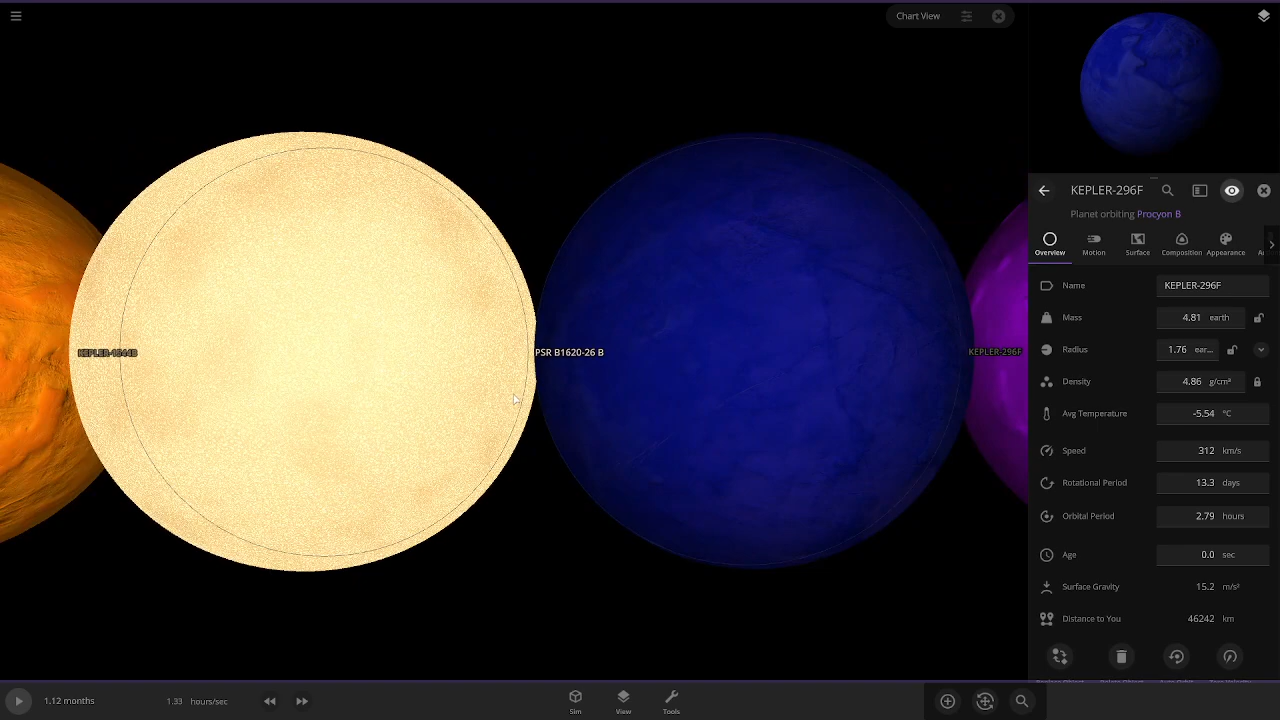 Chart View
KEPLER-1644B
PSR B1620-26 B
KEPLER-296F
KEPLER-296F
Planet orbiting Procyon B
Overview
Motion
Surface
Composition
Appearance
Name KEPLER-296F
Mass 4.81 earth
Radius 1.76 ear...
Density 4.86 g/cm³
Avg Temperature -5.54 °C
Speed 312 km/s
Rotational Period 13.3 days
Orbital Period 2.79 hours
Age 0.0 sec
Surface Gravity 15.2 m/s²
Distance to You 46242 km
1.12 months
1.33 hours/sec
Sim
View
Tools